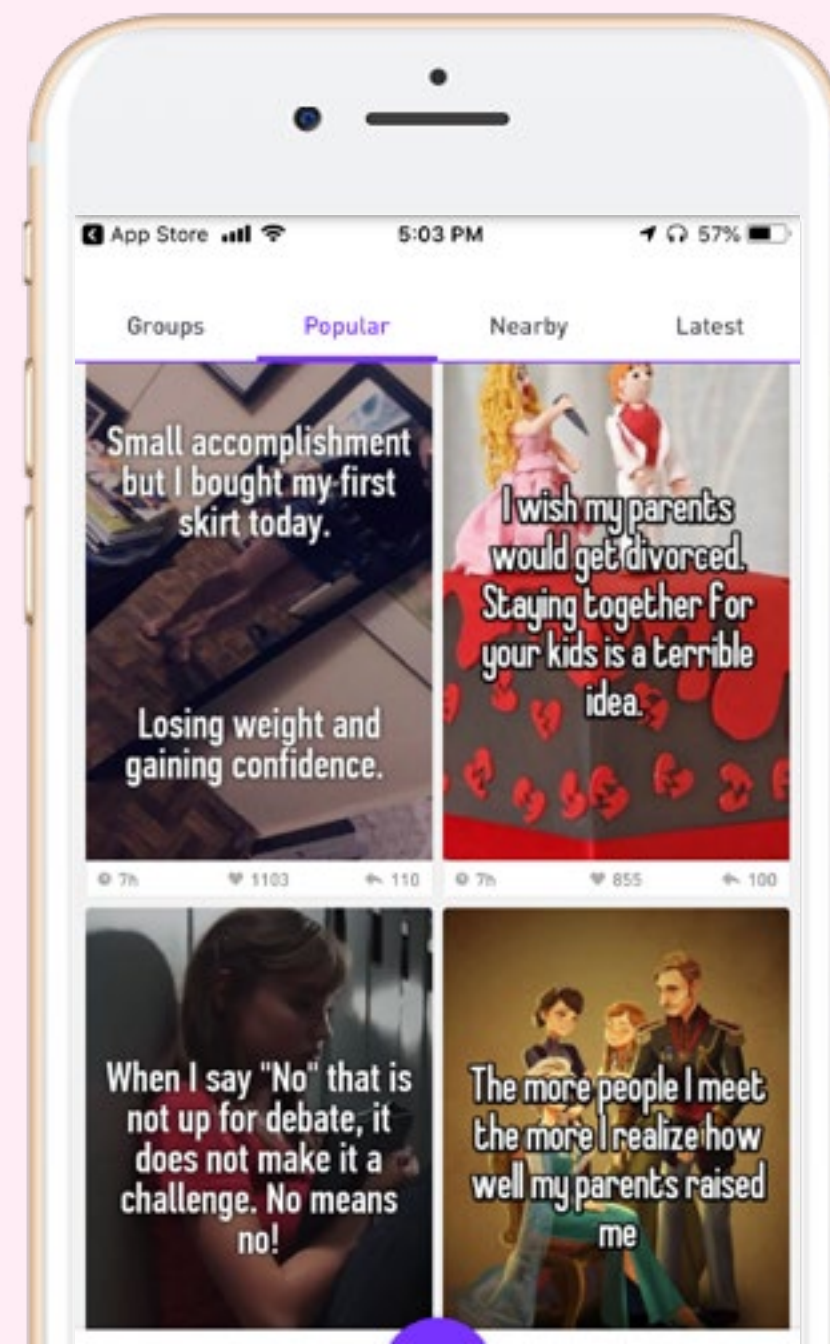 App Store
5:03 PM
57%
Groups Popular Nearby Latest
Small accomplishment
but I bought my first
skirt today.
Losing weight and
gaining confidence.
7h 1103 110
I wish my parents
would get divorced.
Staying together for
your kids is a terrible
idea.
7h 855 100
When I say "No" that is
not up for debate, it
does not make it a
challenge. No means
no!
The more people I meet
the more I realize how
well my parents raised
me